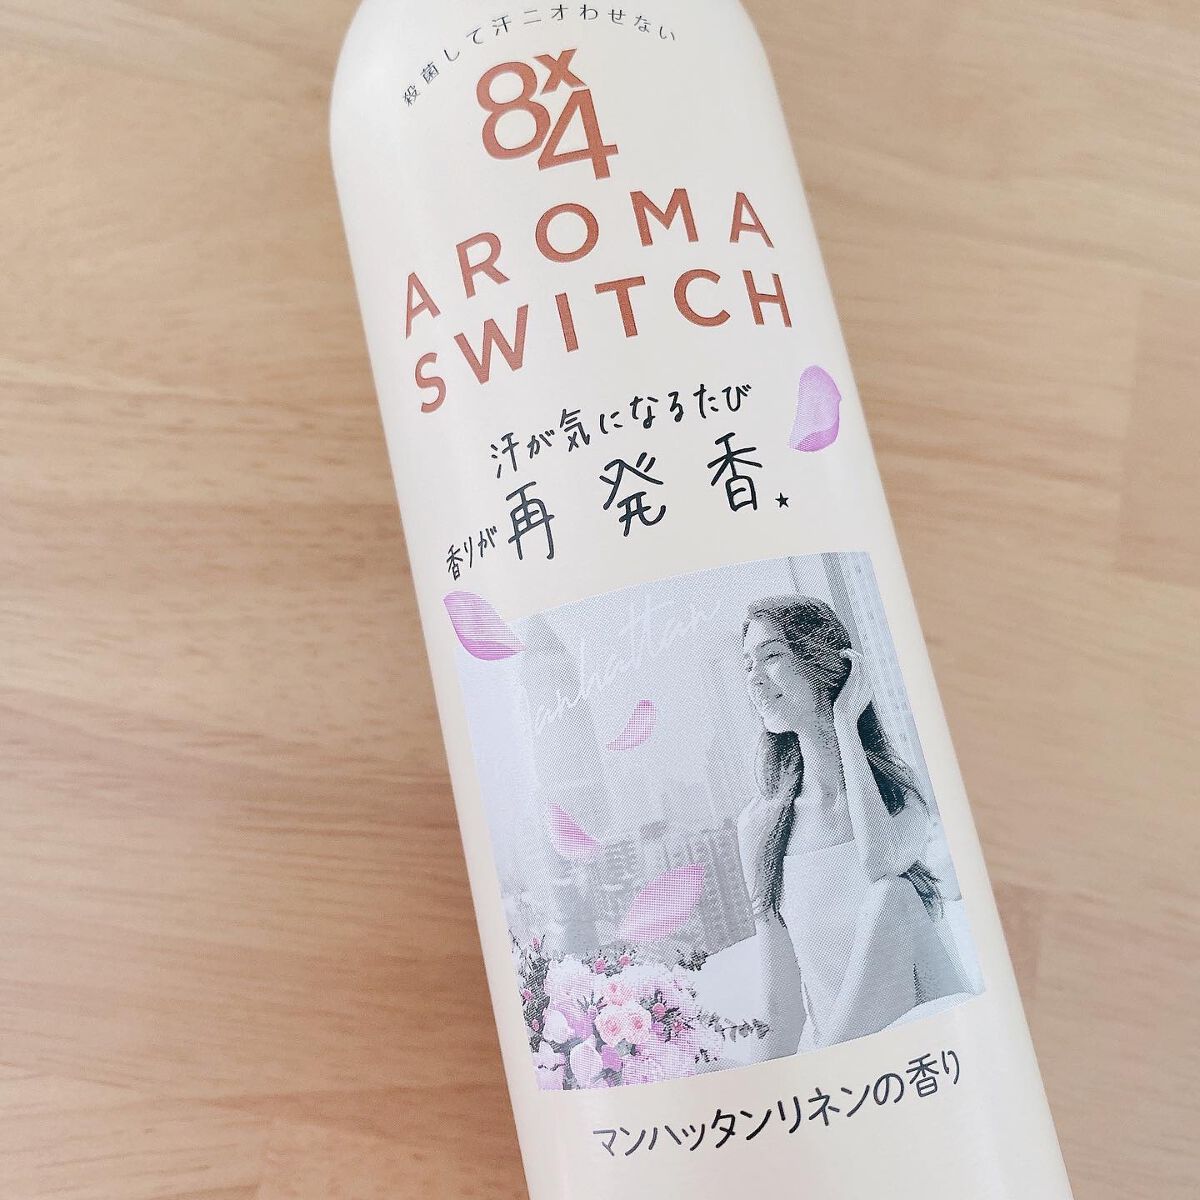 殺菌して汗ニオわせない
8x4
AROMA
SWITCH
汗が気になるたび
香りが再発香★
Manhattan
マンハッタンリネンの香り